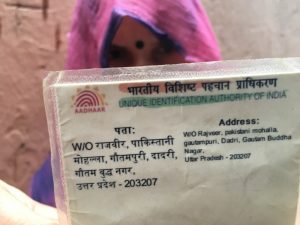 भारतीय विशिष्ट पहचान प्राधिकरण
AADHAAR
UNIQUE IDENTIFICATION AUTHORITY OF INDIA
पता:
W/O राजवीर, पाकिस्तानी
मोहल्ला, गौतमपुरी, दादरी,
गौतम बुद्ध नगर,
उत्तर प्रदेश - 203207
Address:
W/O Rajveer, pakistani mohalla,
gautampuri, Dadri, Gautam Buddha
Nagar,
Uttar Pradesh - 203207